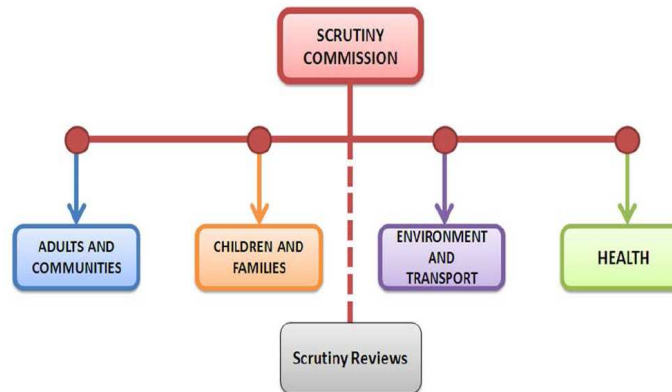 SCRUTINY
COMMISSION
ADULTS AND
COMMUNITIES
CHILDREN AND
FAMILIES
ENVIRONMENT
AND
TRANSPORT
HEALTH
Scrutiny Reviews